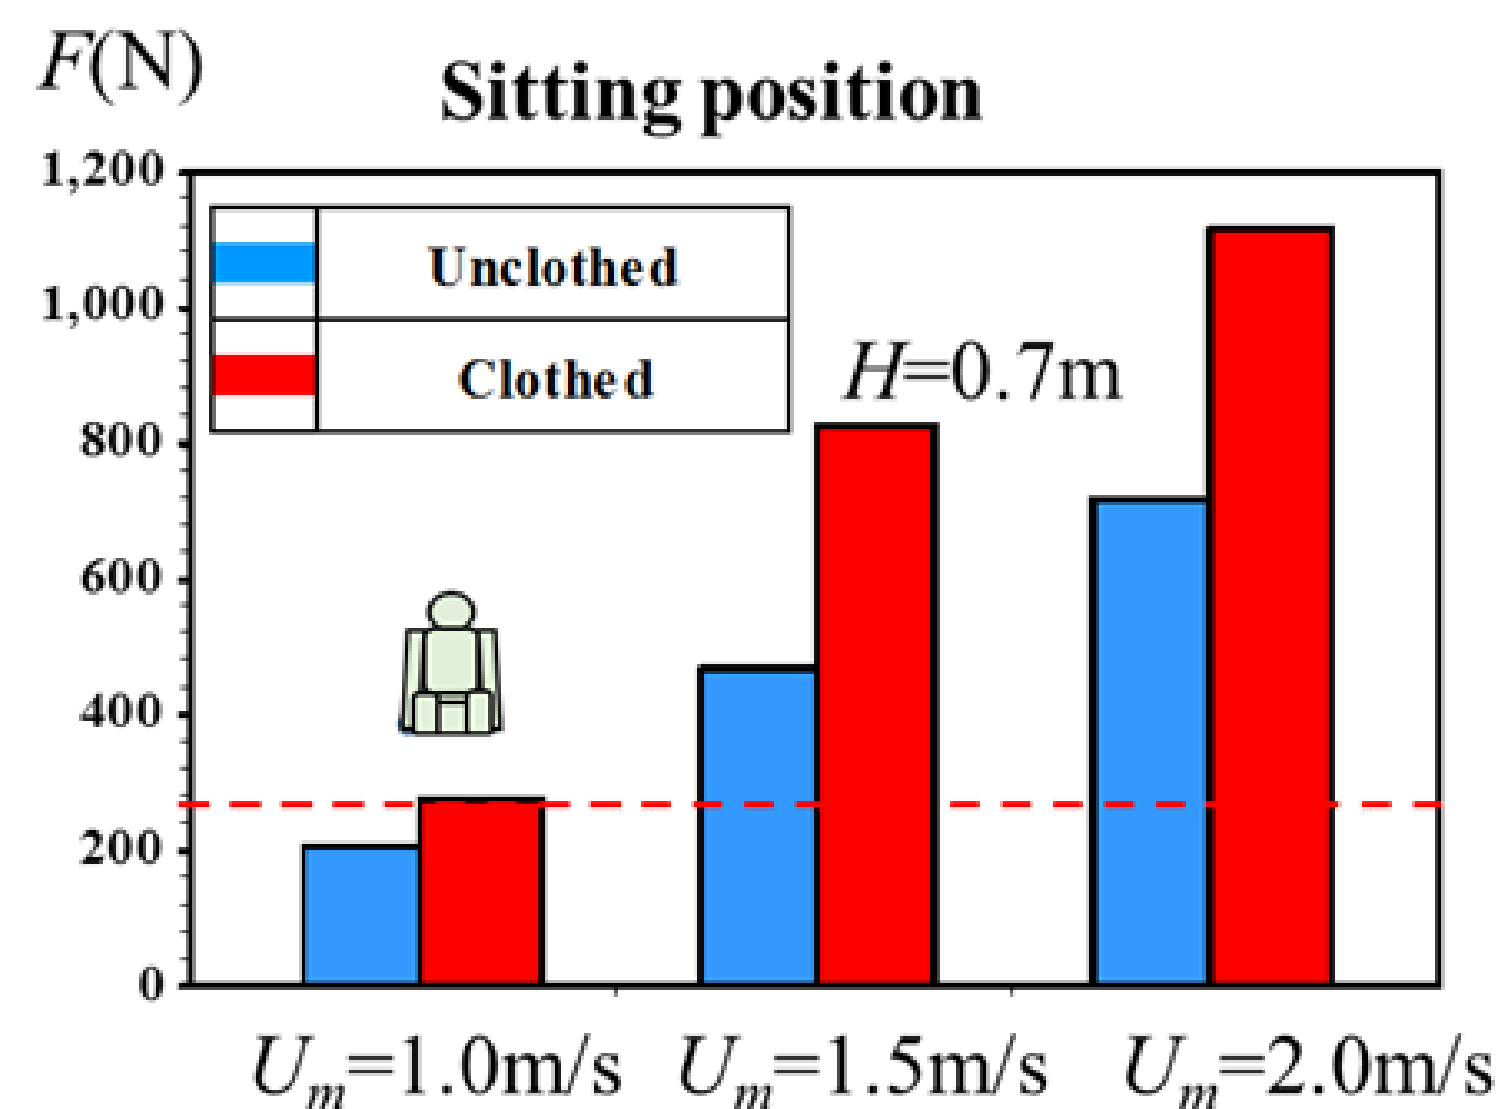 F(N)
Sitting position
1,200
1,000
800
600
400
200
0
Unclothed
Clothed
H=0.7m
Um=1.0m/s Um=1.5m/s Um=2.0m/s